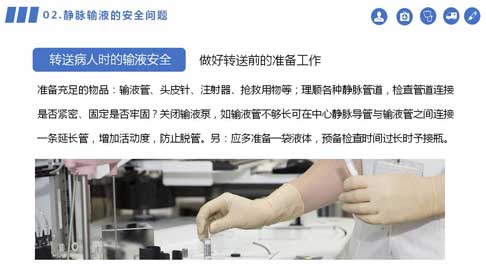 02.静脉输液的安全问题
转送病人时的输液安全 做好转送前的准备工作
准备充足的物品：输液管、头皮针、注射器、抢救用物等；理顺各种静脉管道，检查管道连接
是否紧密、固定是否牢固？关闭输液泵，如输液管不够长可在中心静脉导管与输液管之间连接
一条延长管，增加活动度，防止脱管。另：应多准备一袋液体，预备检查时间过长时予接瓶。